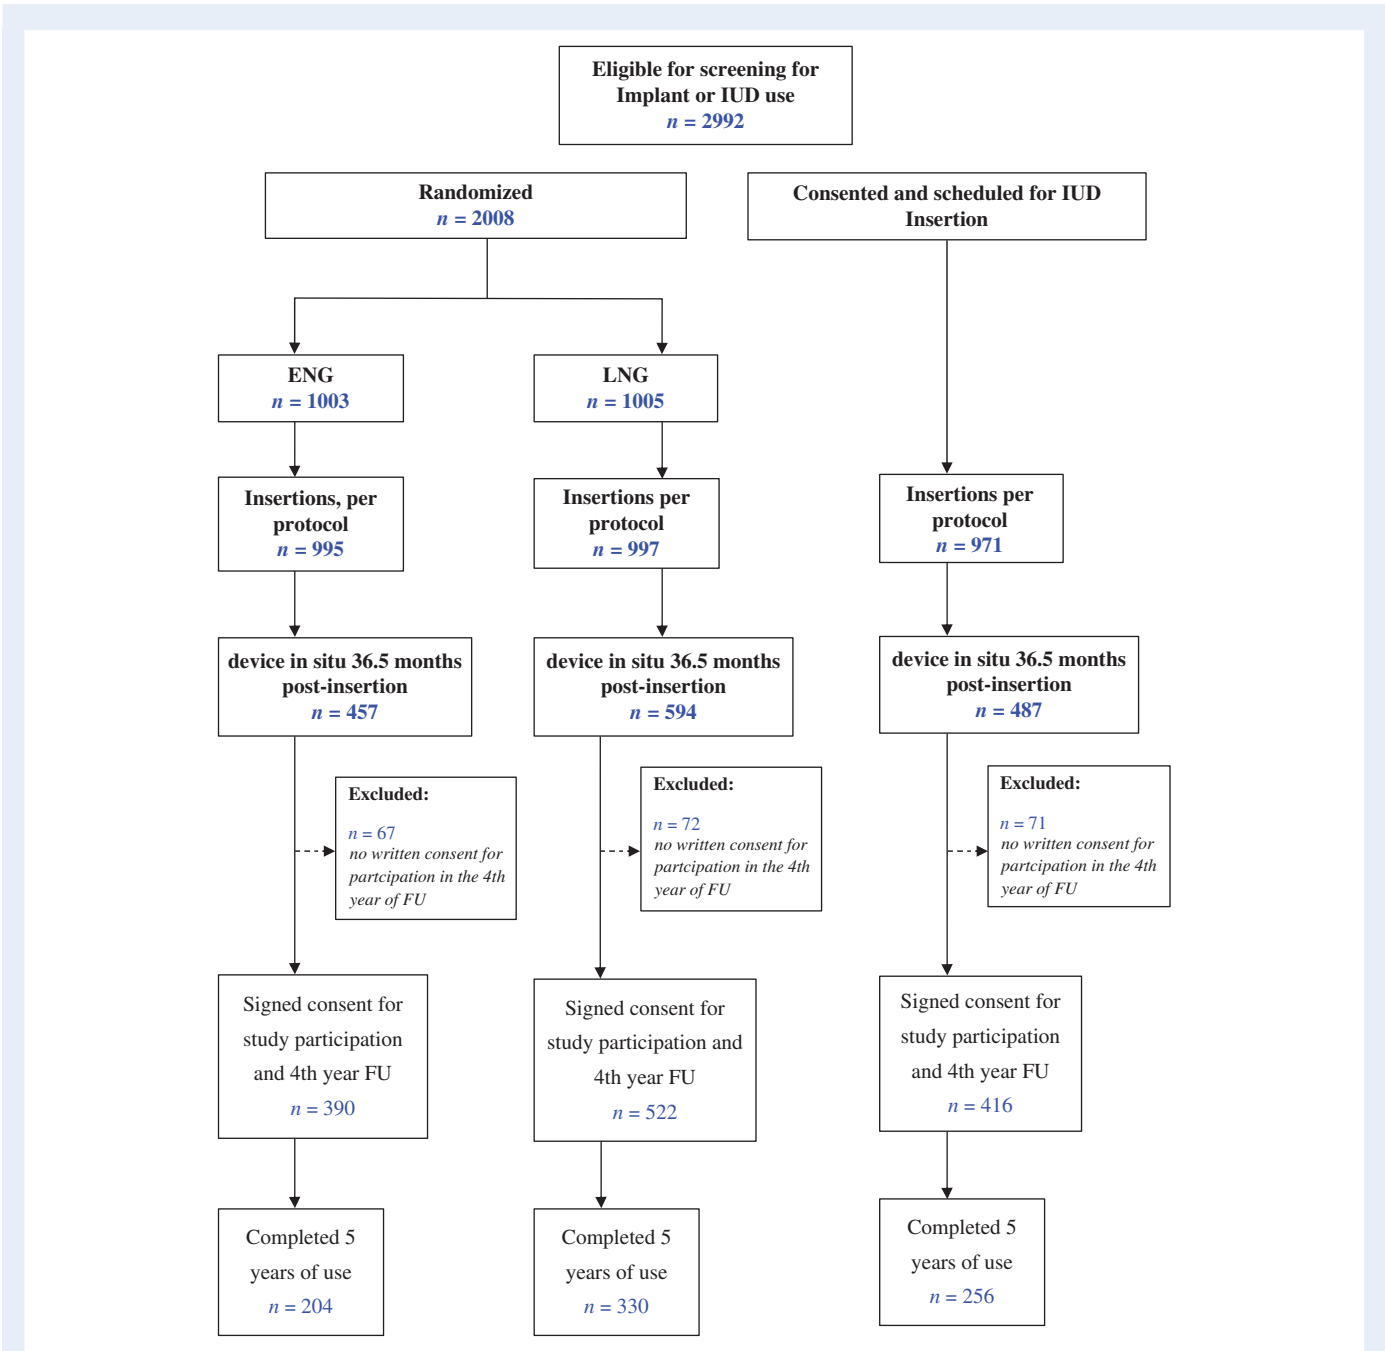 Eligible for screening for
Implant or IUD use
n = 2992
Randomized
n = 2008
Consented and scheduled for IUD
Insertion
ENG
n = 1003
LNG
n = 1005
Insertions, per
protocol
n = 995
Insertions per
protocol
n = 997
Insertions per
protocol
n = 971
device in situ 36.5 months
post-insertion
n = 457
device in situ 36.5 months
post-insertion
n = 594
device in situ 36.5 months
post-insertion
n = 487
Excluded:
n = 67
no written consent for
partcipation in the 4th
year of FU
Excluded:
n = 72
no written consent for
partcipation in the 4th
year of FU
Excluded:
n = 71
no written consent for
partcipation in the 4th
year of FU
Signed consent for
study participation
and 4th year FU
n = 390
Signed consent for
study participation and
4th year FU
n = 522
Signed consent for
study participation
and 4th year FU
n = 416
Completed 5
years of use
n = 204
Completed 5
years of use
n = 330
Completed 5
years of use
n = 256